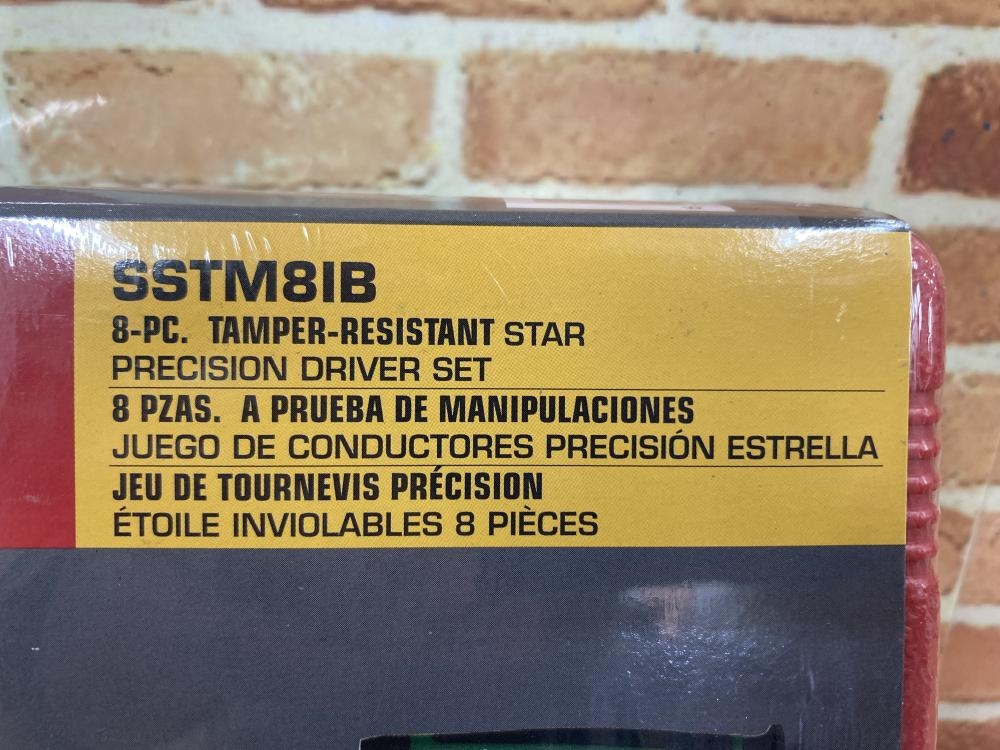 SSTM8IB
8-PC. TAMPER-RESISTANT STAR
PRECISION DRIVER SET
8 PZAS. A PRUEBA DE MANIPULACIONES
JUEGO DE CONDUCTORES PRECISIÓN ESTRELLA
JEU DE TOURNEVIS PRÉCISION
ÉTOILE INVIOLABLES 8 PIÈCES